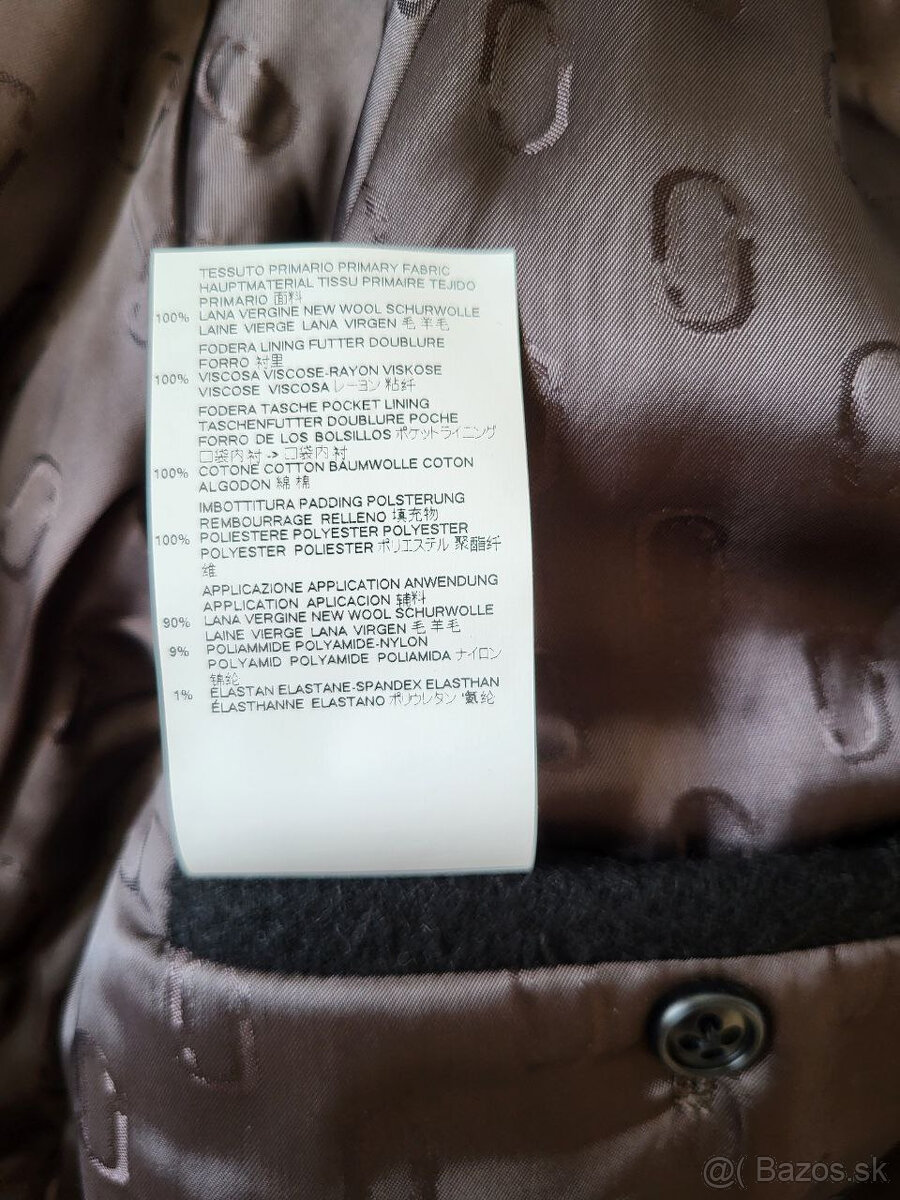 TESSUTO PRIMARIO PRIMARY FABRIC
HAUPTMATERIAL TISSU PRIMAIRE TEJIDO
PRIMARIO 面料
100% LANA VERGINE NEW WOOL SCHURWOLLE
LAINE VIERGE LANA VIRGEN 毛 羊毛
FODERA LINING FUTTER DOUBLURE
FORRO 衬里
100% VISCOSA VISCOSE-RAYON VISKOSE
VISCOSE VISCOSA レーヨン 粘纤
FODERA TASCHE POCKET LINING
TASCHENFUTTER DOUBLURE POCHE
FORRO DE LOS BOLSILLOS ポケットライニング
口袋内衬 -> 口袋内衬
100% COTONE COTTON BAUMWOLLE COTON
ALGODON 綿 棉
IMBOTTITURA PADDING POLSTERUNG
REMBOURRAGE RELLENO 填充物
100% POLIESTERE POLYESTER POLYESTER
POLYESTER POLIESTER ポリエステル 聚酯纤
维
APPLICAZIONE APPLICATION ANWENDUNG
APPLICATION APLICACION 辅料
90% LANA VERGINE NEW WOOL SCHURWOLLE
LAINE VIERGE LANA VIRGEN 毛 羊毛
9% POLIAMMIDE POLYAMIDE-NYLON
POLYAMID POLYAMIDE POLIAMIDA ナイロン
锦纶
1% ÉLASTAN ELASTANE-SPANDEX ELASTHAN
ÉLASTHANNE ELASTANO ポリウレタン '氨纶
@( Bazos.sk